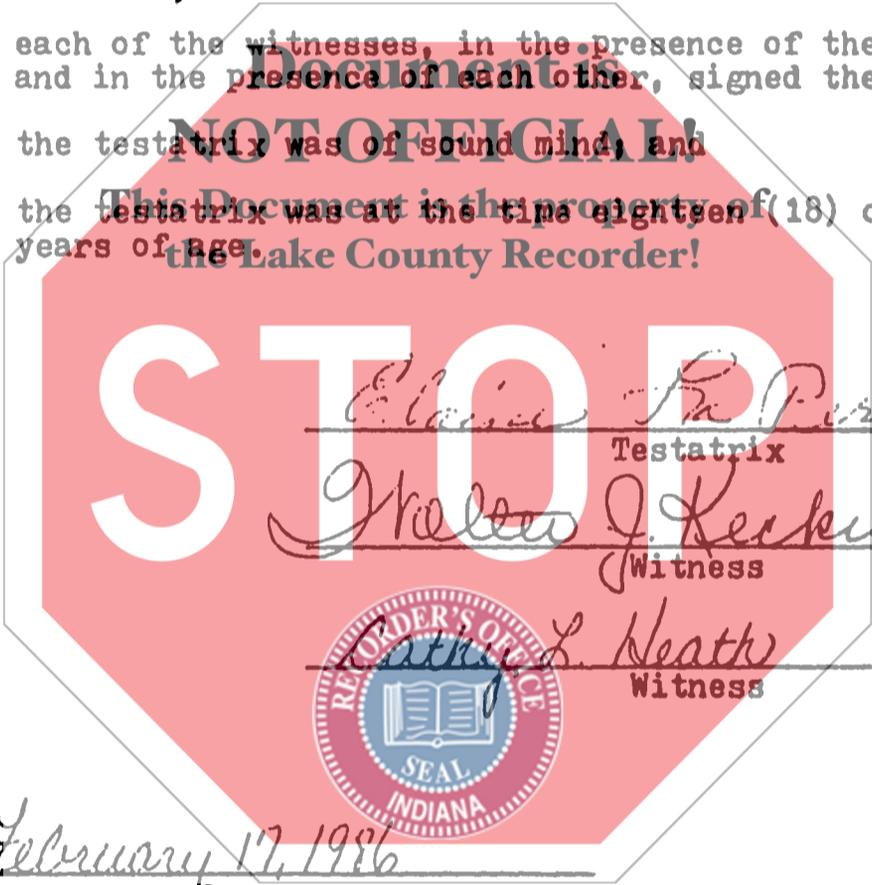 each of the witnesses, in the presence of the
and in the presence of each other, signed the
Document is
the testatrix was of sound mind; and
NOT OFFICIAL!
the testatrix was at the time eighteen (18)
This Document is the property of
years of age.
the Lake County Recorder!
STOP
Elaine
Testatrix
Walter J.
Witness
Cathy L. Heath
Witness
RECORDER'S OFFICE
SEAL
INDIANA
February 17, 1986